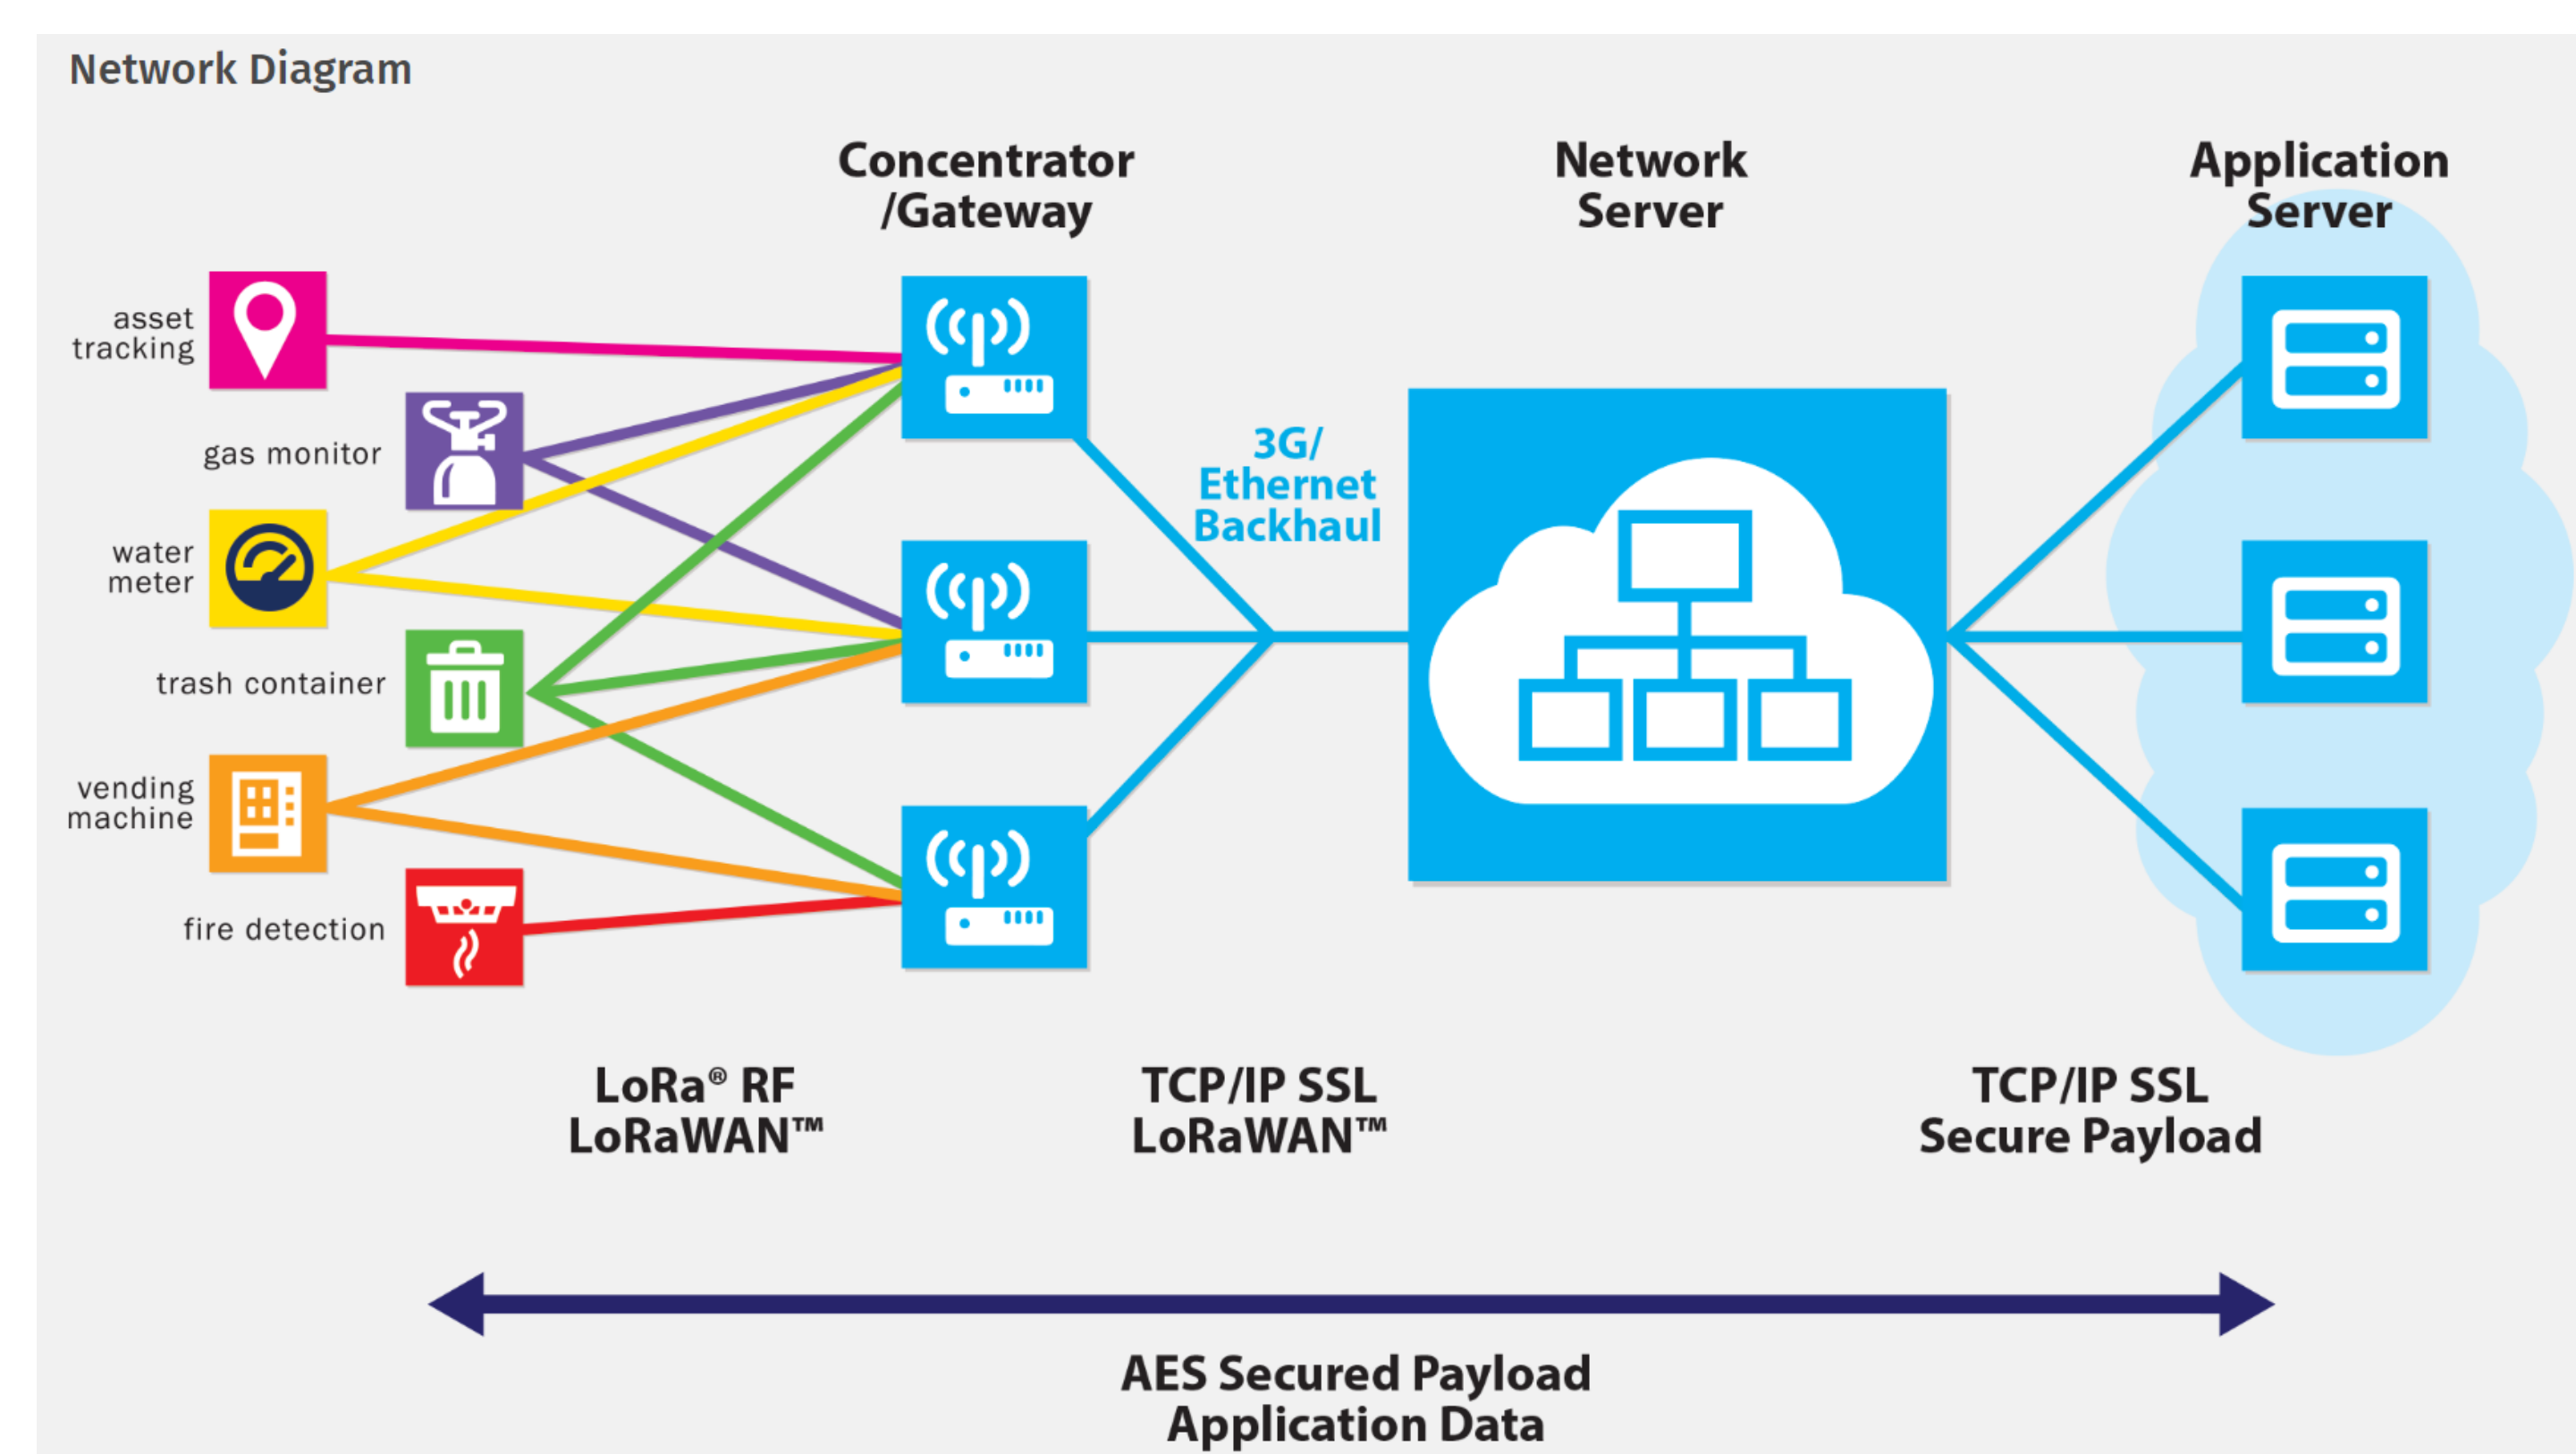 Network Diagram
Concentrator
/Gateway
Network
Server
Application
Server
asset
tracking
gas monitor
water
meter
trash container
vending
machine
fire detection
3G/
Ethernet
Backhaul
LoRa® RF
LoRaWAN™
TCP/IP SSL
LoRaWAN™
TCP/IP SSL
Secure Payload
AES Secured Payload
Application Data